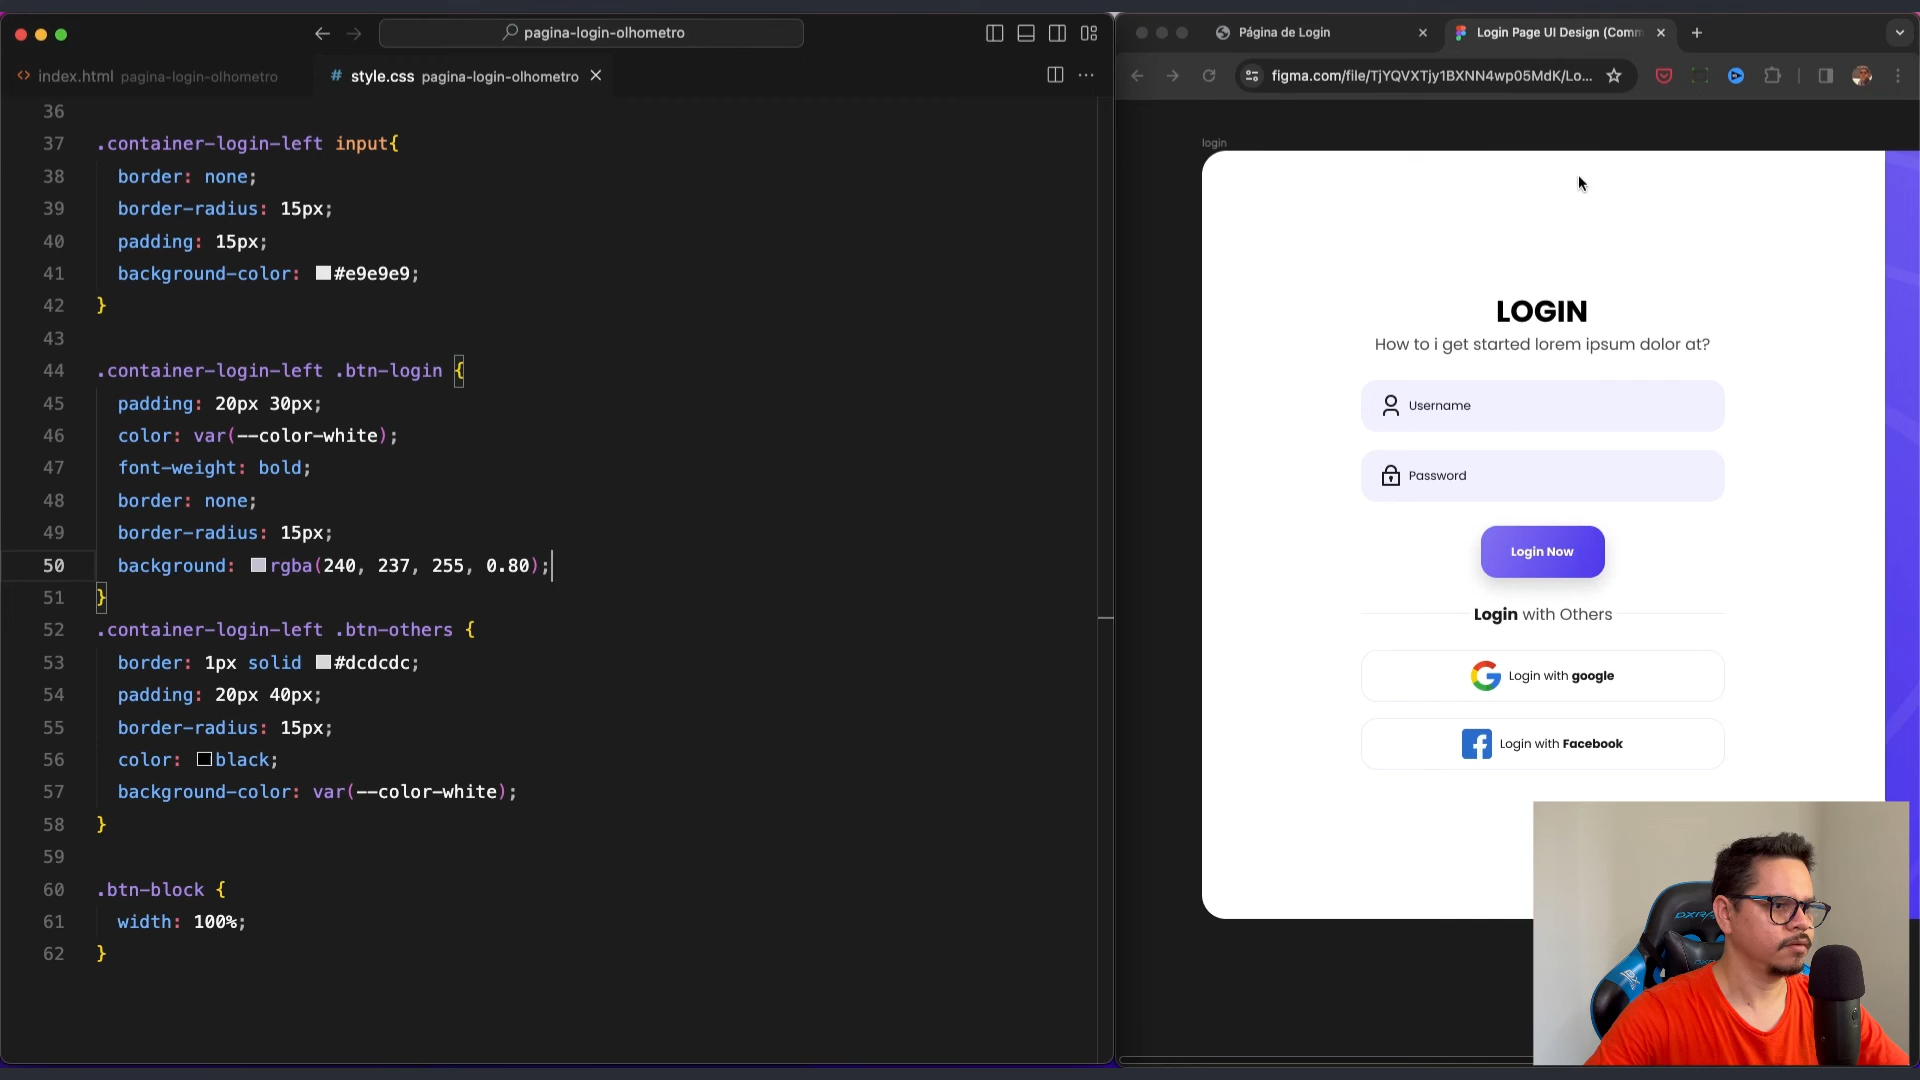 pagina-login-olhometro
index.html pagina-login-olhometro
# style.css pagina-login-olhometro
36
37 .container-login-left input{
38 border: none;
39 border-radius: 15px;
40 padding: 15px;
41 background-color: #e9e9e9;
42 }
43
44 .container-login-left .btn-login {
45 padding: 20px 30px;
46 color: var(--color-white);
47 font-weight: bold;
48 border: none;
49 border-radius: 15px;
50 background: rgba(240, 237, 255, 0.80);
51 }
52 .container-login-left .btn-others {
53 border: 1px solid #dcdcdc;
54 padding: 20px 40px;
55 border-radius: 15px;
56 color: black;
57 background-color: var(--color-white);
58 }
59
60 .btn-block {
61 width: 100%;
62 }
Página de Login
Login Page UI Design (Comm
figma.com/file/TjYQVXTjy1BXNN4wp05MdK/Lo...
login
LOGIN
How to i get started lorem ipsum dolor at?
Username
Password
Login Now
Login with Others
Login with google
Login with Facebook